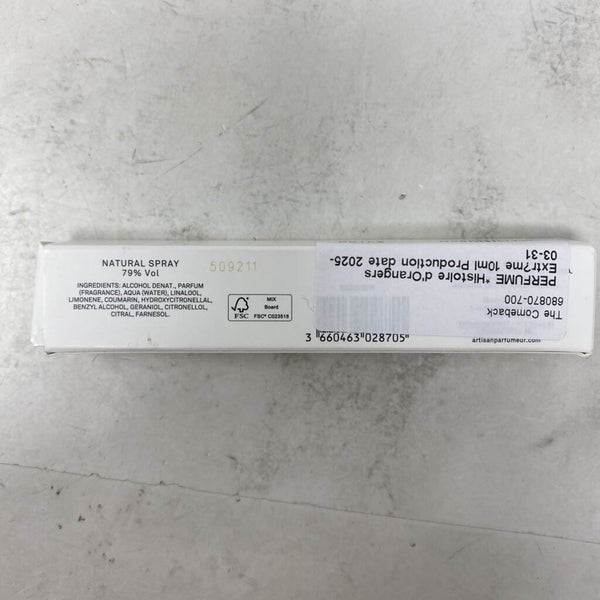 NATURAL SPRAY
79% Vol
INGREDIENTS: ALCOHOL DENAT., PARFUM
(FRAGRANCE), AQUA (WATER), LINALOOL,
LIMONENE, COUMARIN, HYDROXYCITRONELLAL,
BENZYL ALCOHOL, GERANIOL, CITRONELLOL,
CITRAL, FARNESOL.
509211
FSC
MIX
Board
FSC® C023518
3 "660463"028705"
artisanparfumeur.com
The Comeback
680870-700
PERFUME *Histoire d'Orangers
Extr?me 10ml Production date 2025-
03-31